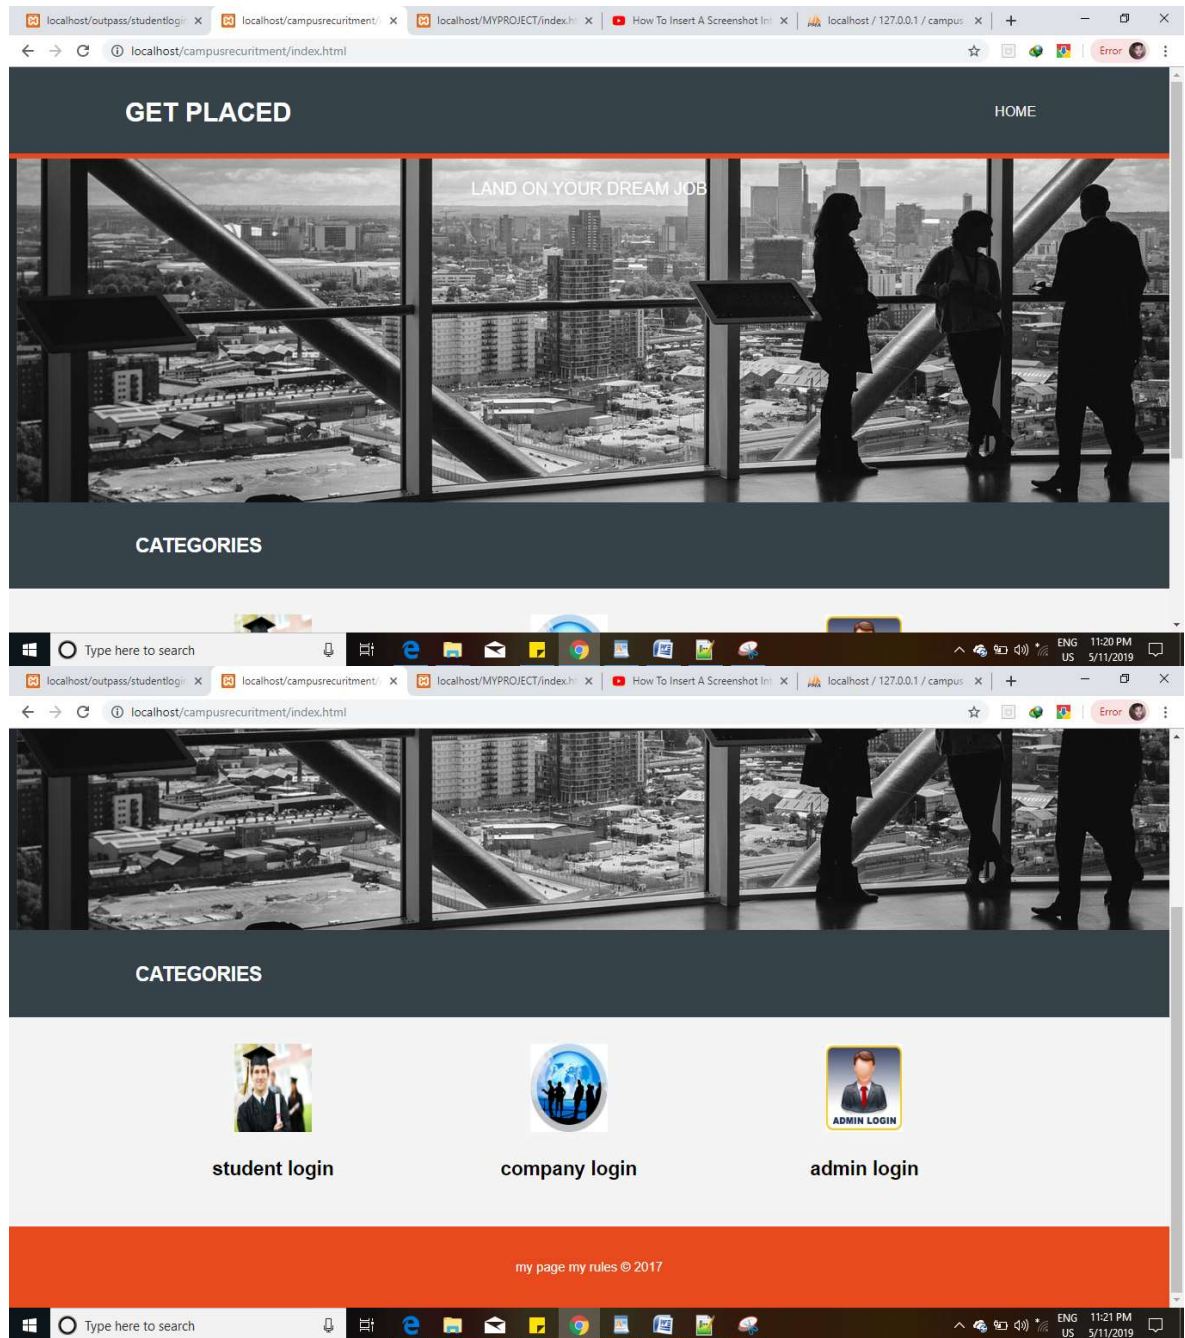 localhost/outpass/studentlogi
localhost/campusrecuritment/
localhost/MYPROJECT/index.h
How To Insert A Screenshot Int
localhost / 127.0.0.1 / campus
localhost/campusrecuritment/index.html
Error
GET PLACED
HOME
LAND ON YOUR DREAM JOB
CATEGORIES
Type here to search
ENG 11:20 PM
US 5/11/2019
localhost/outpass/studentlogi
localhost/campusrecuritment/
localhost/MYPROJECT/index.h
How To Insert A Screenshot Int
localhost / 127.0.0.1 / campus
localhost/campusrecuritment/index.html
Error
CATEGORIES
ADMIN LOGIN
student login
company login
admin login
my page my rules © 2017
Type here to search
ENG 11:21 PM
US 5/11/2019